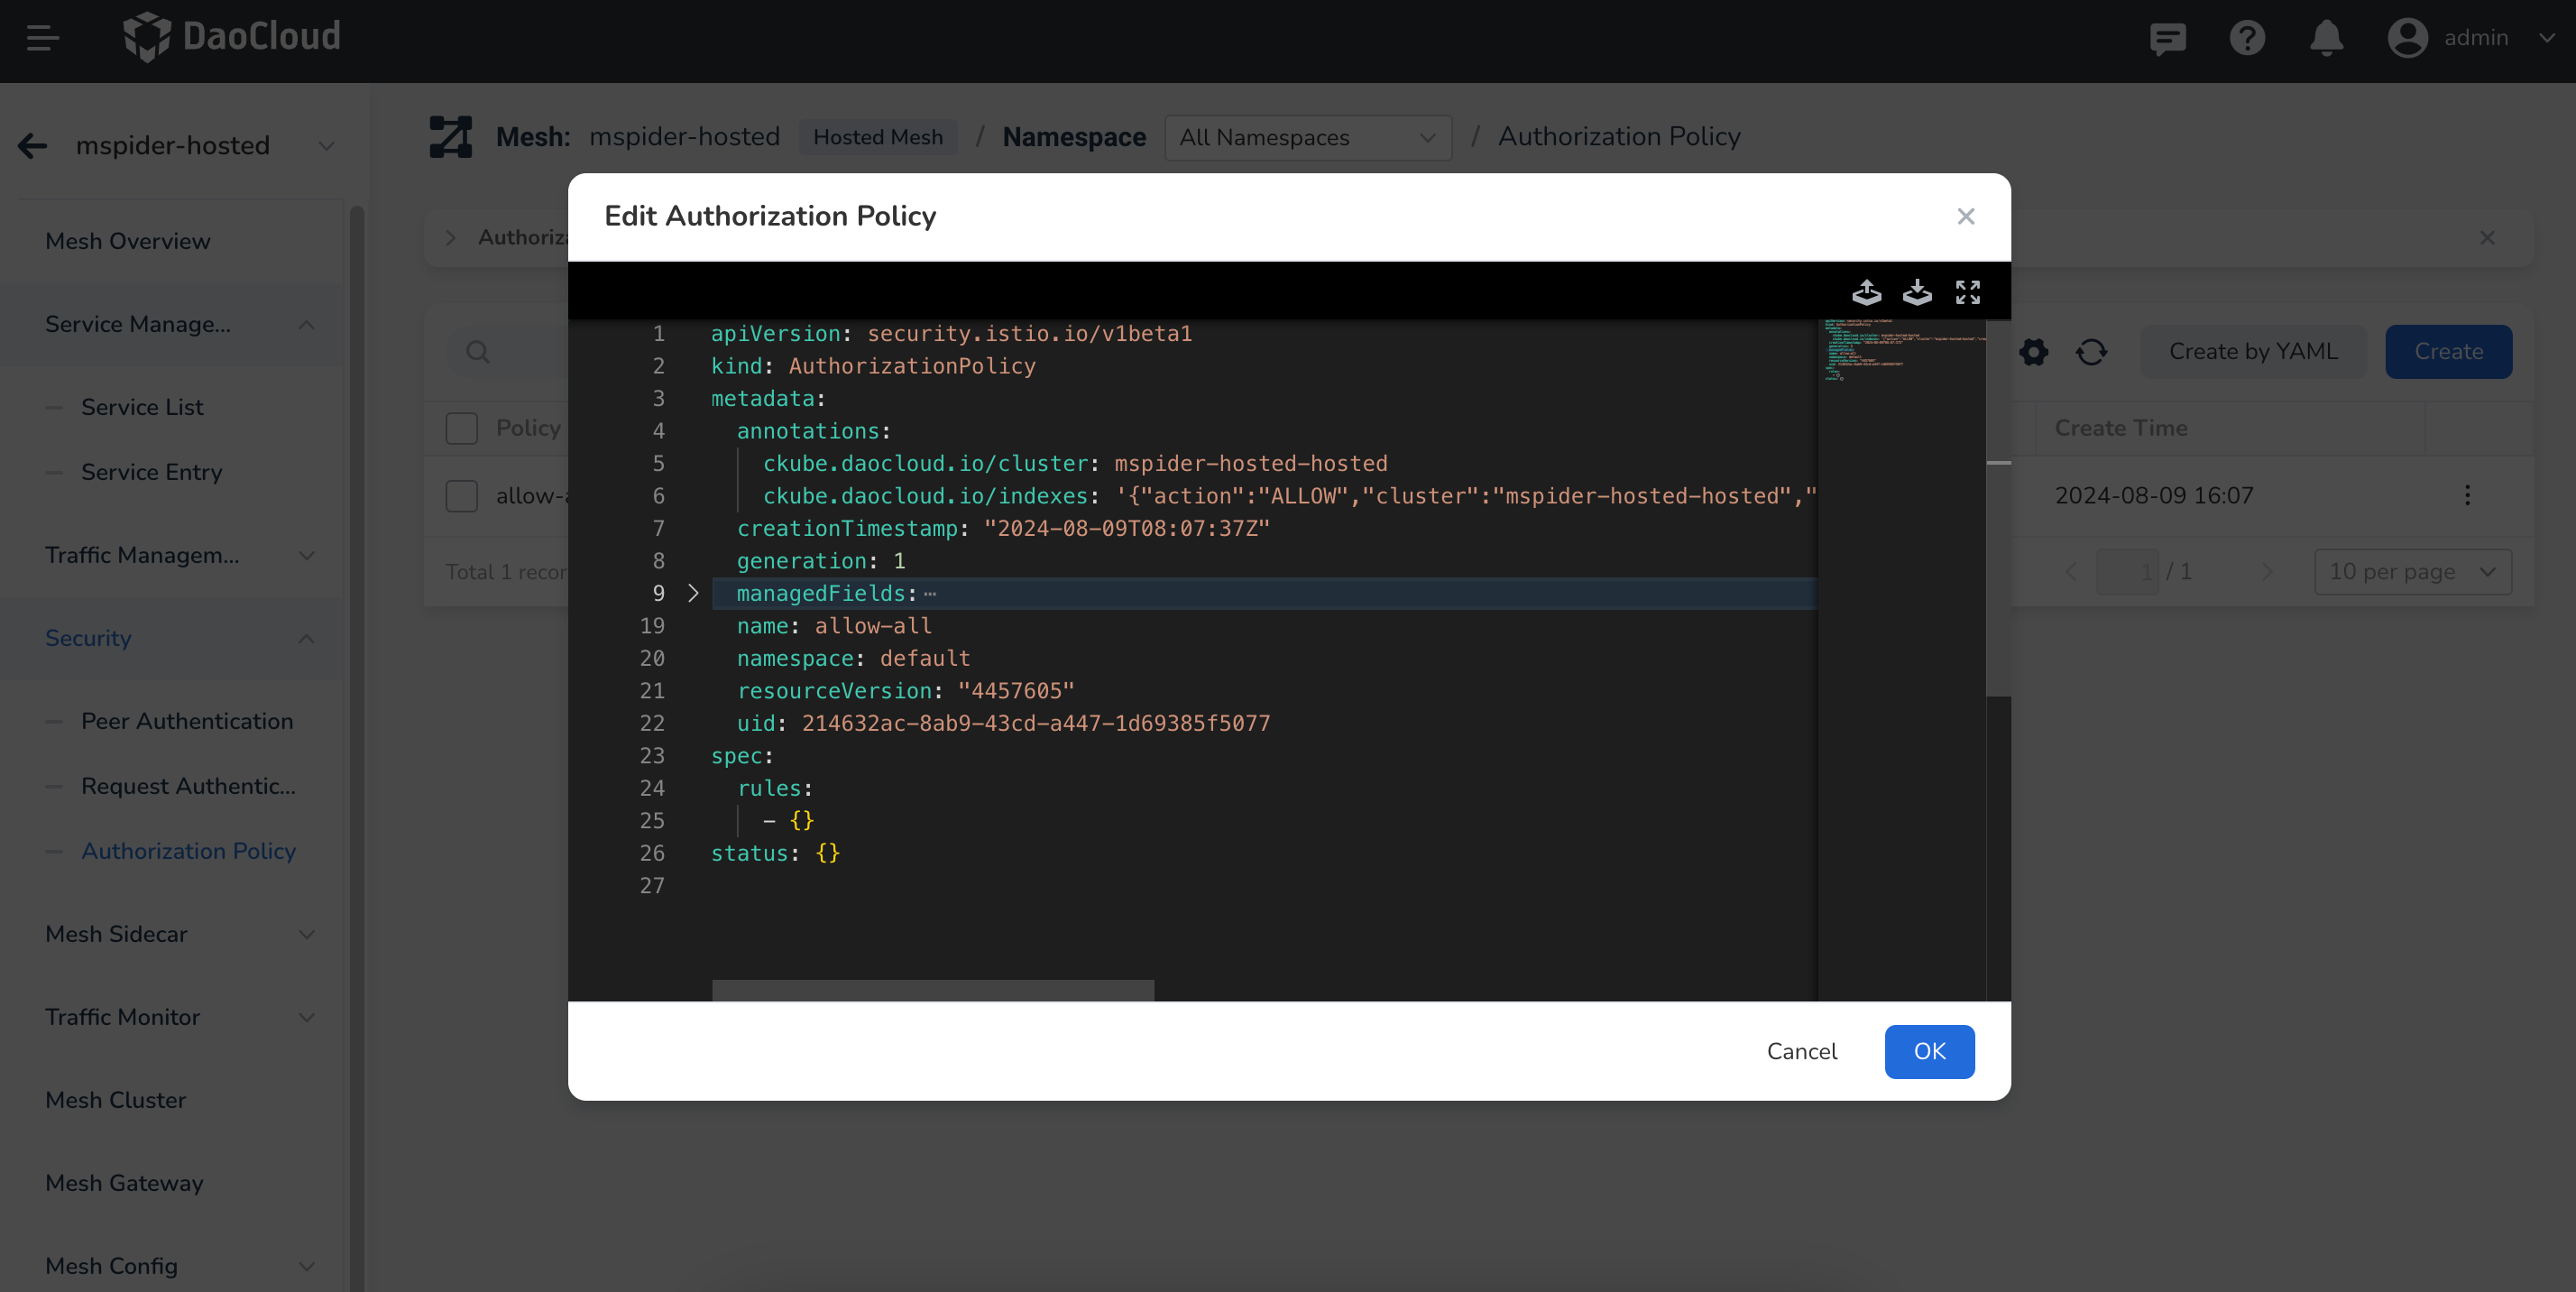 DaoCloud
admin
mspider-hosted
Mesh: mspider-hosted Hosted Mesh / Namespace All Namespaces / Authorization Policy
Mesh Overview
Service Manage...
Service List
Service Entry
Traffic Managem...
Security
Peer Authentication
Request Authentic...
Authorization Policy
Mesh Sidecar
Traffic Monitor
Mesh Cluster
Mesh Gateway
Mesh Config
Create by YAML
Create
Policy
Create Time
allow-a
2024-08-09 16:07
Total 1 recor
1 / 1
10 per page
Edit Authorization Policy
1 apiVersion: security.istio.io/v1beta1
2 kind: AuthorizationPolicy
3 metadata:
4 annotations:
5 ckube.daocloud.io/cluster: mspider-hosted-hosted
6 ckube.daocloud.io/indexes: '{"action":"ALLOW","cluster":"mspider-hosted-hosted","
7 creationTimestamp: "2024-08-09T08:07:37Z"
8 generation: 1
9 managedFields: ⋯
19 name: allow-all
20 namespace: default
21 resourceVersion: "4457605"
22 uid: 214632ac-8ab9-43cd-a447-1d69385f5077
23 spec:
24 rules:
25 - {}
26 status: {}
27
Cancel
OK